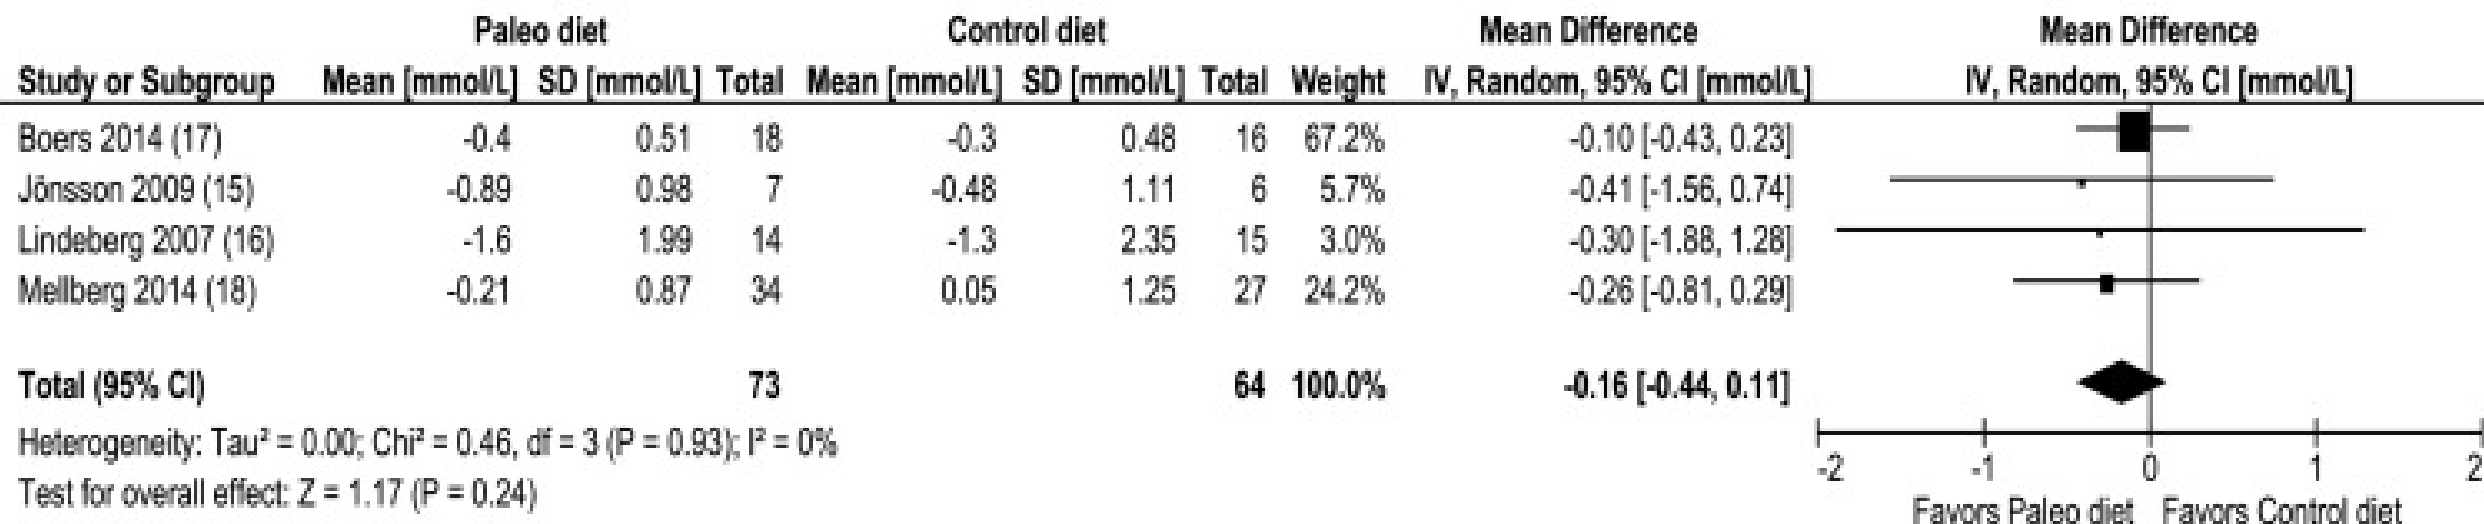 Paleo diet Control diet Mean Difference Mean Difference
Study or Subgroup Mean [mmol/L] SD [mmol/L] Total Mean [mmol/L] SD [mmol/L] Total Weight IV, Random, 95% CI [mmol/L] IV, Random, 95% CI [mmol/L]
Boers 2014 (17) -0.4 0.51 18 -0.3 0.48 16 67.2% -0.10 [-0.43, 0.23]
Jönsson 2009 (15) -0.89 0.98 7 -0.48 1.11 6 5.7% -0.41 [-1.56, 0.74]
Lindeberg 2007 (16) -1.6 1.99 14 -1.3 2.35 15 3.0% -0.30 [-1.88, 1.28]
Mellberg 2014 (18) -0.21 0.87 34 0.05 1.25 27 24.2% -0.26 [-0.81, 0.29]
Total (95% CI) 73 64 100.0% -0.16 [-0.44, 0.11]
Heterogeneity: Tau² = 0.00; Chi² = 0.46, df = 3 (P = 0.93); I² = 0%
Test for overall effect: Z = 1.17 (P = 0.24)
-2 -1 0 1 2
Favors Paleo diet Favors Control diet